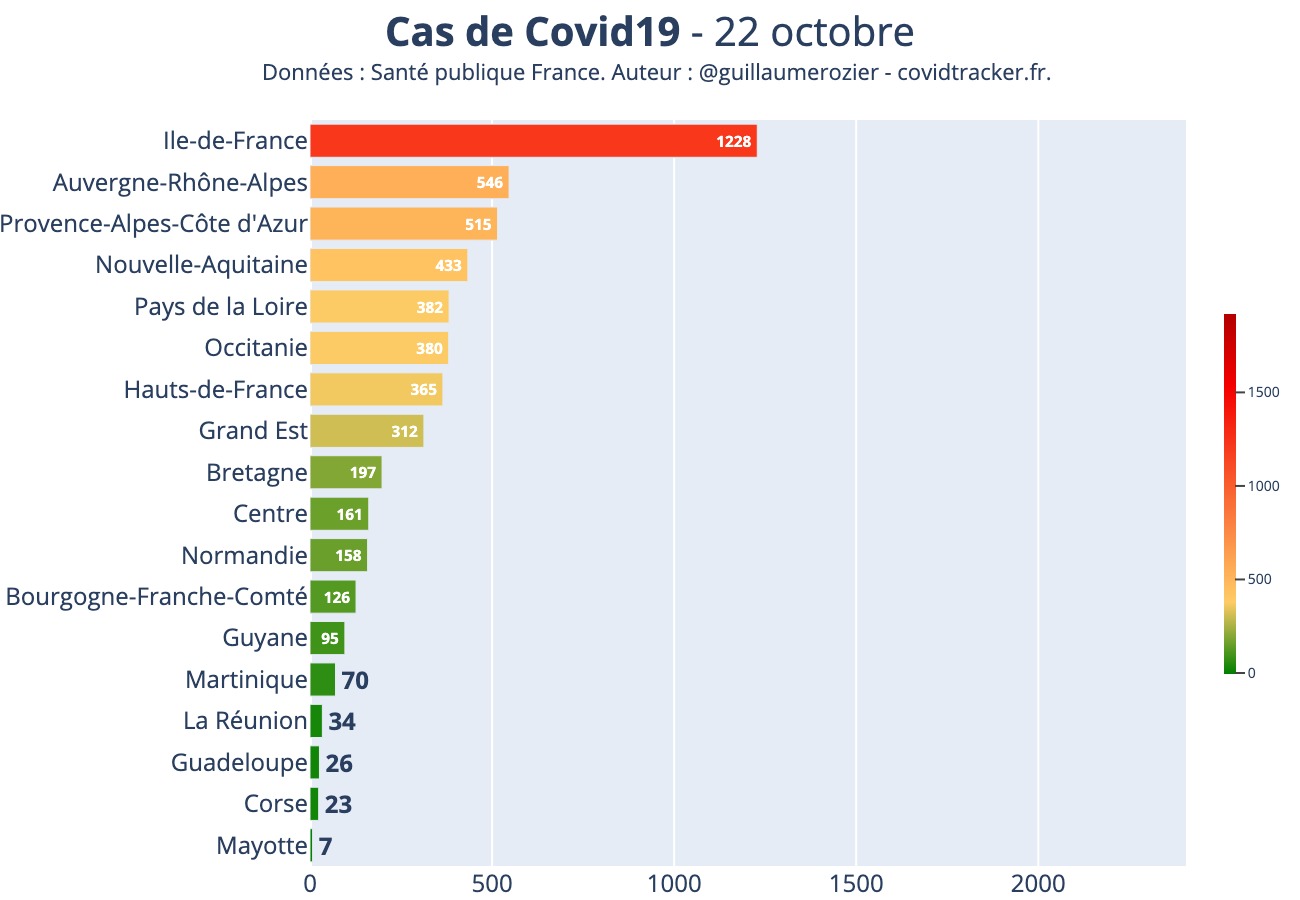 Cas de Covid19 - 22 octobre
Données : Santé publique France. Auteur : @guillaumerozier - covidtracker.fr.
Ile-de-France 1228
Auvergne-Rhône-Alpes 546
Provence-Alpes-Côte d'Azur 515
Nouvelle-Aquitaine 433
Pays de la Loire 382
Occitanie 380
Hauts-de-France 365
Grand Est 312
Bretagne 197
Centre 161
Normandie 158
Bourgogne-Franche-Comté 126
Guyane 95
Martinique 70
La Réunion 34
Guadeloupe 26
Corse 23
Mayotte 7
0 500 1000 1500 2000
1500
1000
500
0